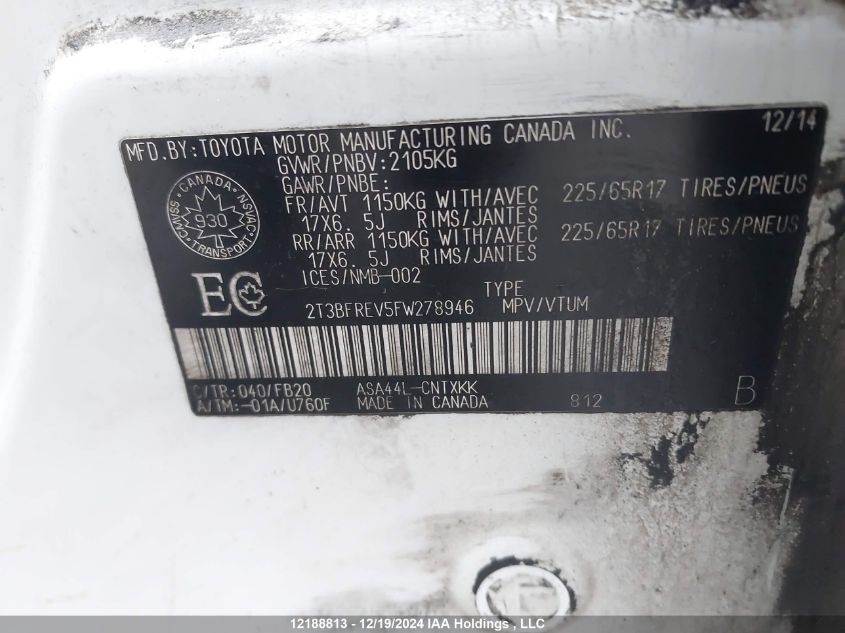 MFD.BY:TOYOTA MOTOR MANUFACTURING CANADA INC. 12/14
GVWR/PNBV:2105KG
GAWR/PNBE:
FR/AVT 1150KG WITH/AVEC 225/65R17 TIRES/PNEUS
17X6. 5J RIMS/JANTES
RR/ARR 1150KG WITH/AVEC 225/65R17 TIRES/PNEUS
17X6. 5J RIMS/JANTES
ICES/NMB-002
CANADA
930
TRANSPORT
CMVSS
NSVAC
EC
TYPE
2T3BFREV5FW278946 MPV/VTUM
C/TR:040/FB20 ASA44L-CNTXKK
A/TM:-01A/U760F MADE IN CANADA 812 B
12188813 - 12/19/2024 IAA Holdings , LLC